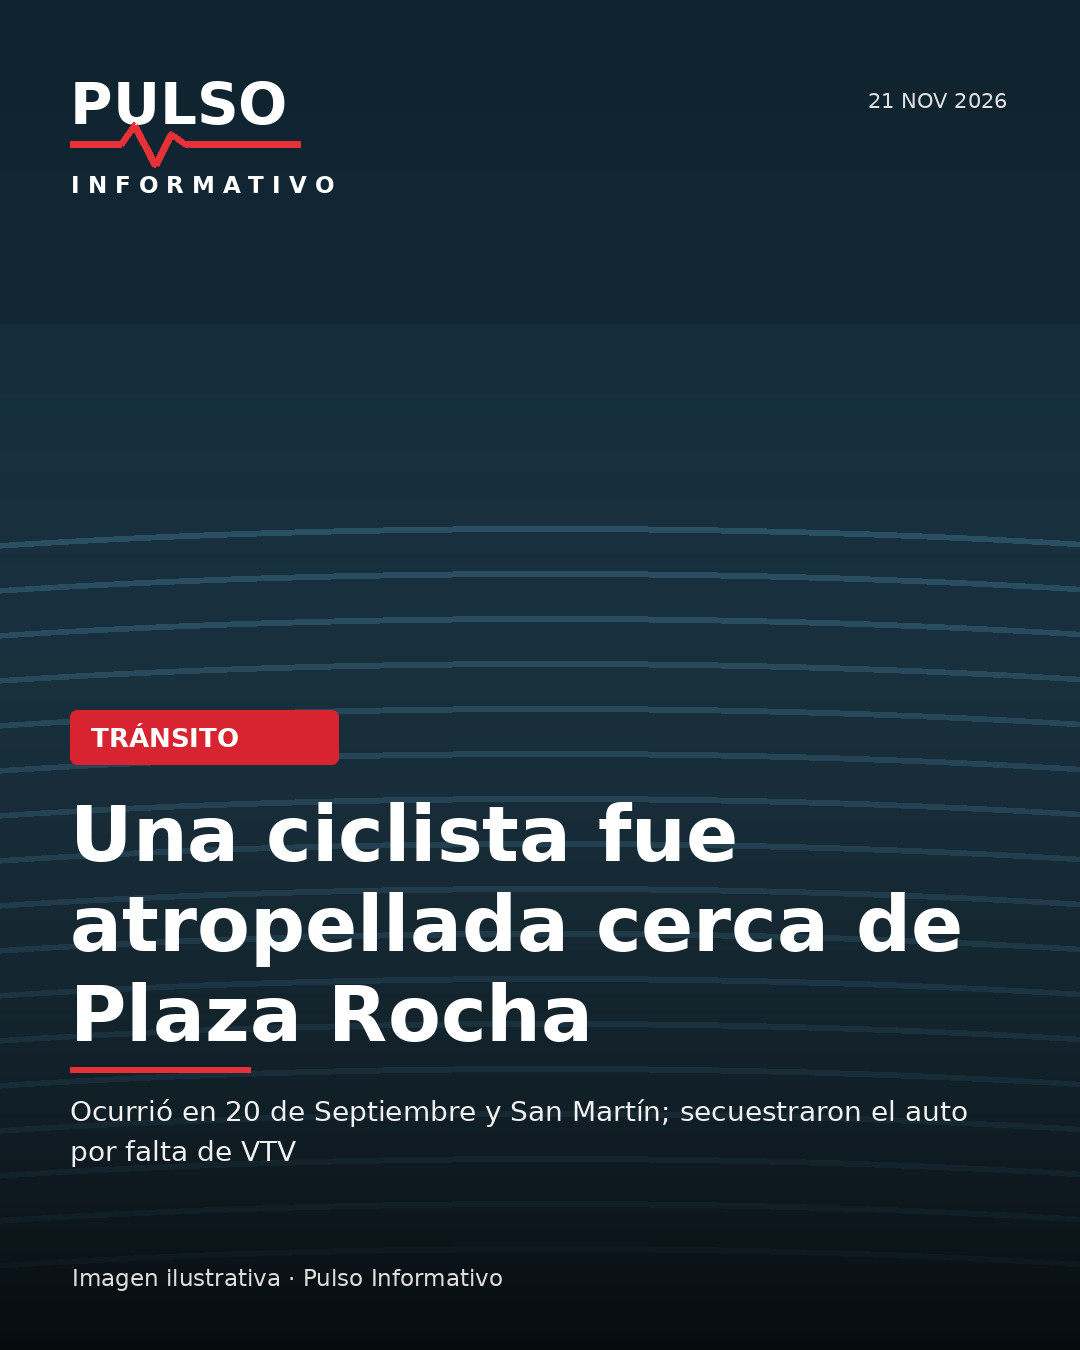 PULSO
INFORMATIVO
21 NOV 2026
TRÁNSITO
Una ciclista fue
atropellada cerca de
Plaza Rocha
Ocurrió en 20 de Septiembre y San Martín; secuestraron el auto
por falta de VTV
Imagen ilustrativa · Pulso Informativo